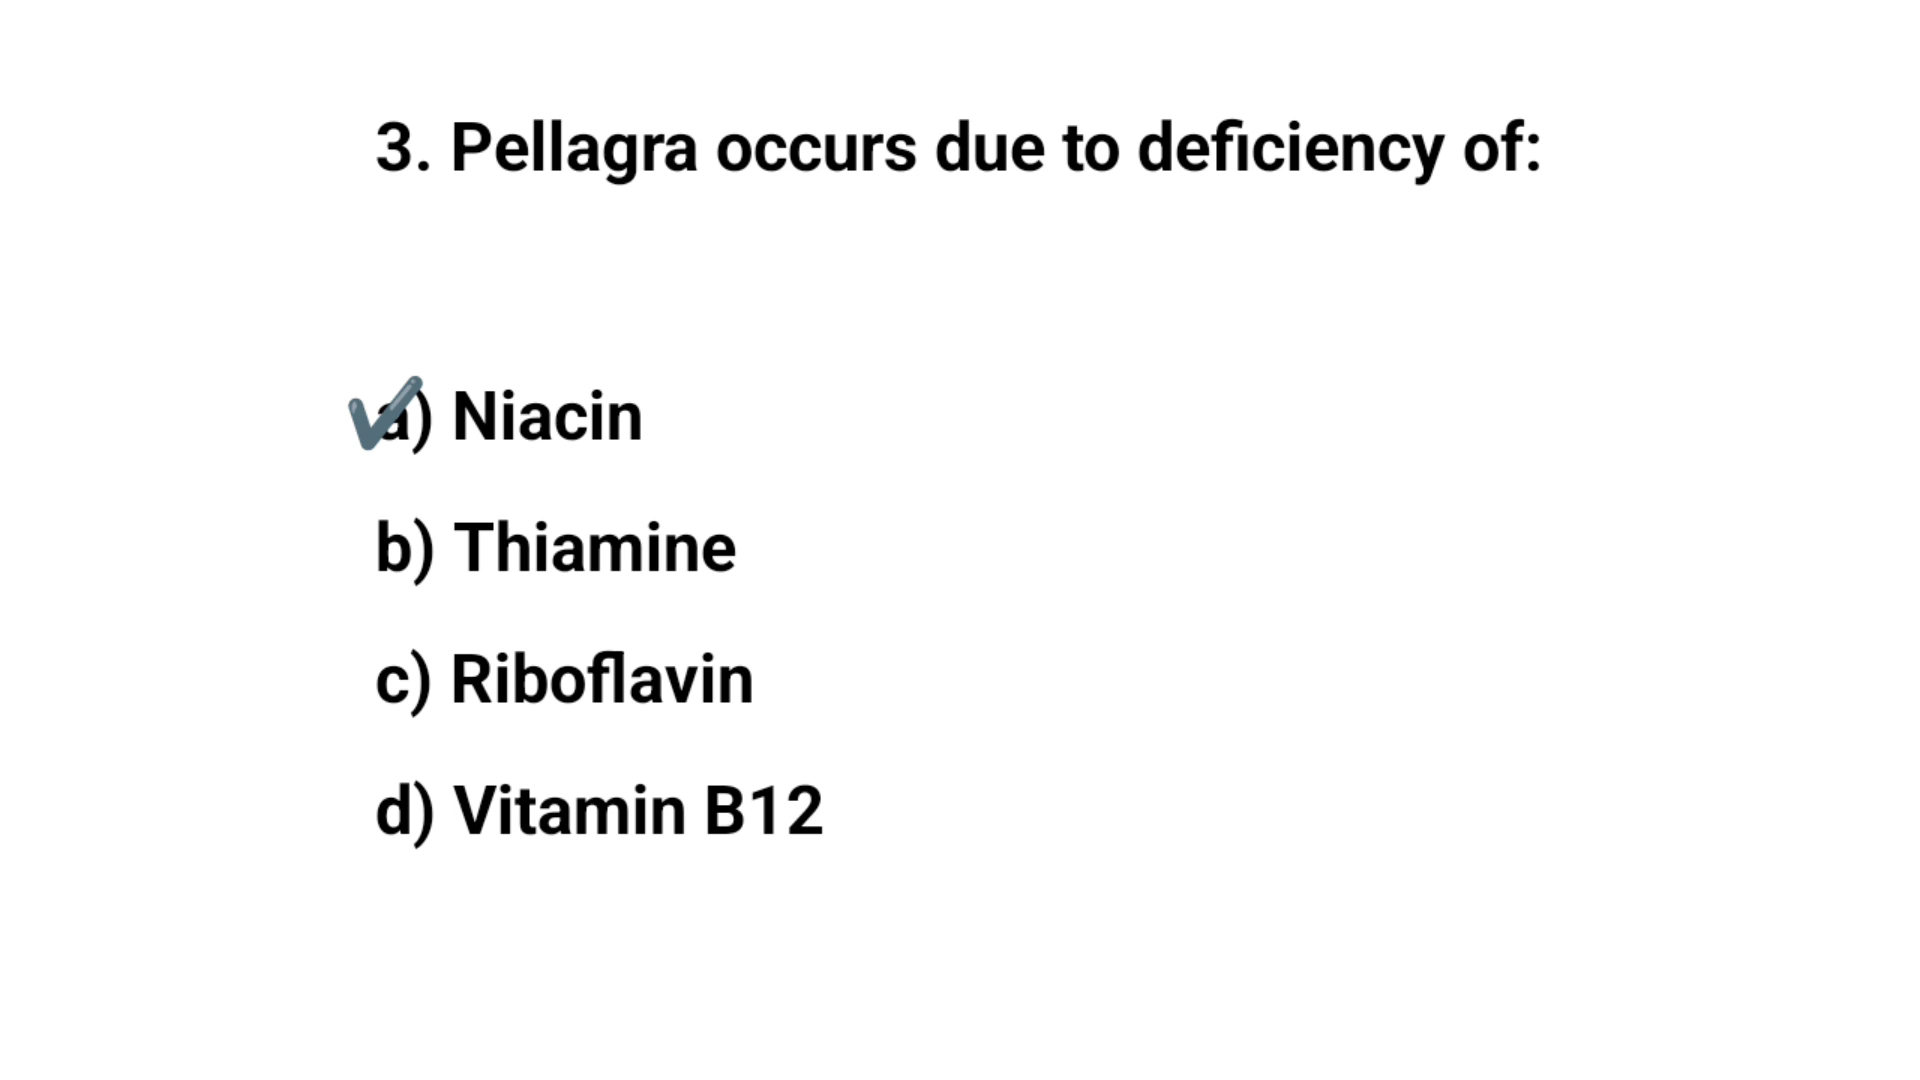 3. Pellagra occurs due to deficiency of:
a) Niacin
b) Thiamine
c) Riboflavin
d) Vitamin B12